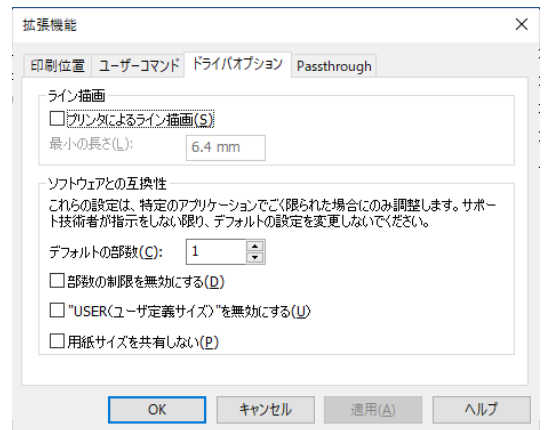 拡張機能
印刷位置 ユーザーコマンド ドライバオプション Passthrough
ライン描画
プリンタによるライン描画(S)
最小の長さ(L): 6.4 mm
ソフトウェアとの互換性
これらの設定は、特定のアプリケーションでごく限られた場合にのみ調整します。サポー
ト技術者が指示をしない限り、デフォルトの設定を変更しないでください。
デフォルトの部数(C): 1
部数の制限を無効にする(D)
"USER(ユーザ定義サイズ)"を無効にする(U)
用紙サイズを共有しない(P)
OK キャンセル 適用(A) ヘルプ